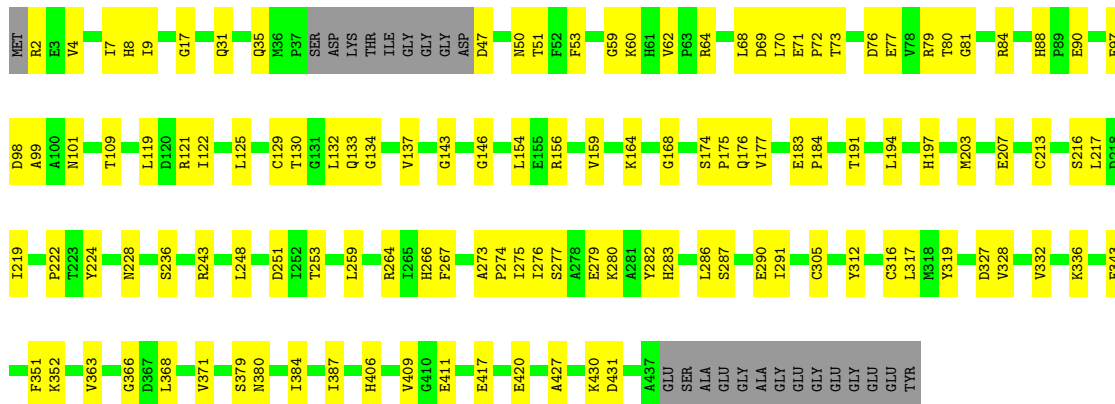 MET R2 E3 V4 I7 H8 I9 G17 Q31 Q35 M36 P37 SER ASP LYS THR ILE GLY GLY GLY ASP D47 N50 T51 F52 F53 G59 K60 H61 V62 P63 R64 L68 D69 L70 E71 P72 T73 D76 E77 V78 R79 T80 G81 R84 H88 P89 E90
D98 A99 A100 N101 T109 L119 D120 R121 I122 L125 G129 T130 G131 L132 Q133 G134 V137 G143 G146 L154 E155 R156 V159 K164 G168 S174 P175 Q176 V177 E183 P184 T191 L194 H197 M203 E207 C213 S216 L217 D218
I219 P222 T223 Y224 N228 S236 R243 L248 D251 I252 T253 L259 R264 I265 H266 F267 A273 P274 I275 I276 S277 A278 E279 K280 A281 Y282 H283 L286 S287 E290 I291 C305 Y312 C316 L317 M318 Y319 D327 V328 V332 K336
F351 K352 V363 G366 D367 L368 V371 S379 N380 I384 I387 H406 V409 G410 E411 E417 E420 A427 K430 D431 A437 GLU SER ALA GLU GLY ALA GLY GLU GLU GLY GLU GLY GLU GLU TYR